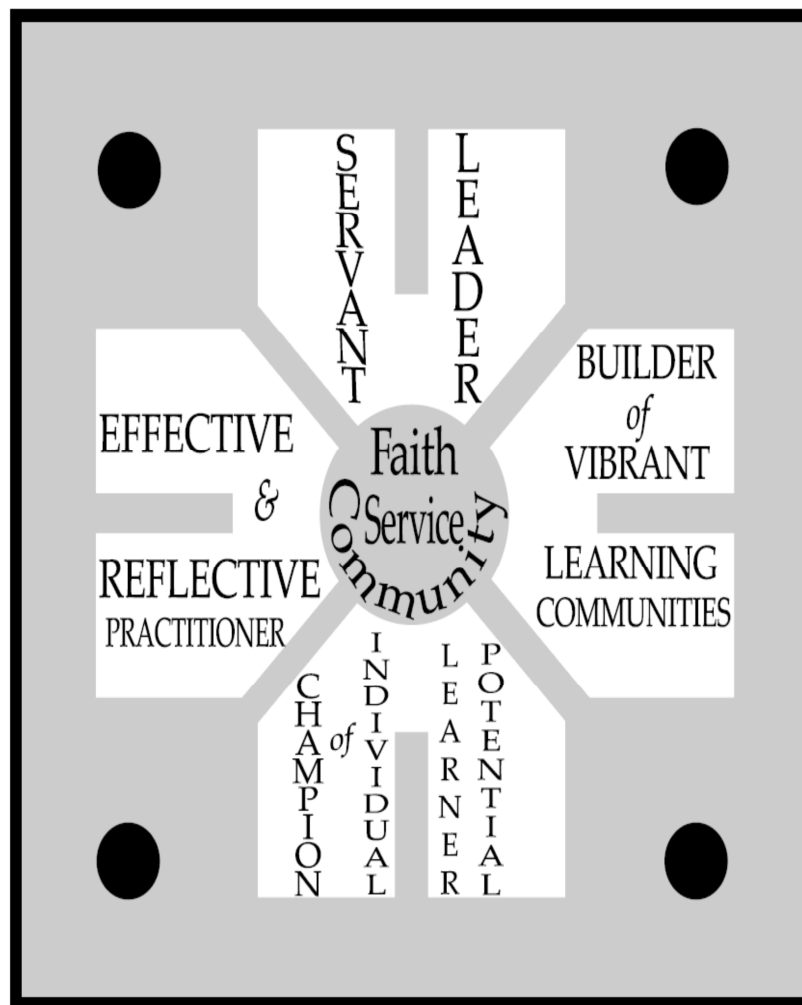 SERVANT
LEADER
EFFECTIVE
&
REFLECTIVE
PRACTITIONER
Faith
Service
Community
BUILDER
of
VIBRANT
LEARNING
COMMUNITIES
CHAMPION
of
INDIVIDUAL
LEARNER
POTENTIAL